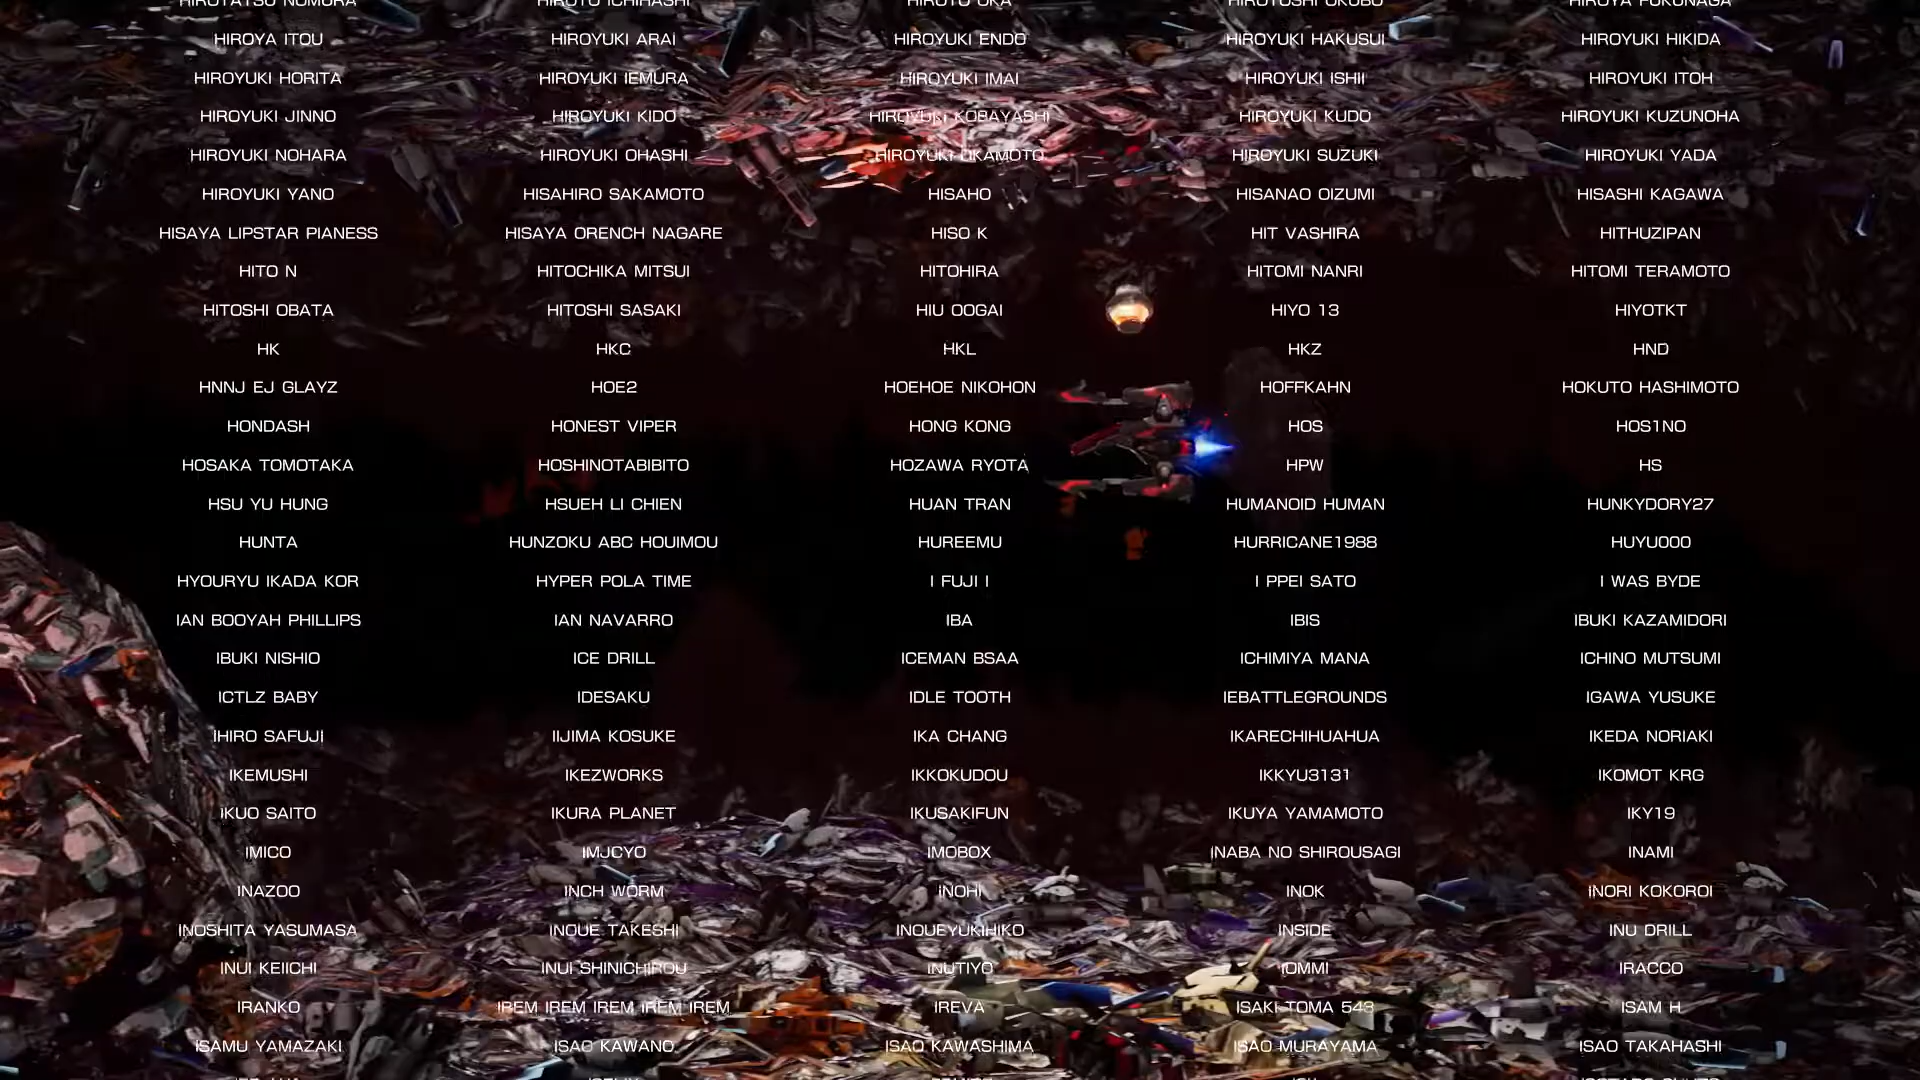 HIROTATSU NOMURA HIROTO ICHIHASHI HIROTO OKA HIROTOSHI OKUBO HIROYA FUKUNAGA
HIROYA ITOU HIROYUKI ARAI HIROYUKI ENDO HIROYUKI HAKUSUI HIROYUKI HIKIDA
HIROYUKI HORITA HIROYUKI IEMURA HIROYUKI IMAI HIROYUKI ISHII HIROYUKI ITOH
HIROYUKI JINNO HIROYUKI KIDO HIROYUKI KOBAYASHI HIROYUKI KUDO HIROYUKI KUZUNOHA
HIROYUKI NOHARA HIROYUKI OHASHI HIROYUKI OKAMOTO HIROYUKI SUZUKI HIROYUKI YADA
HIROYUKI YANO HISAHIRO SAKAMOTO HISAHO HISANAO OIZUMI HISASHI KAGAWA
HISAYA LIPSTAR PIANESS HISAYA ORENCH NAGARE HISO K HIT VASHIRA HITHUZIPAN
HITO N HITOCHIKA MITSUI HITOHIRA HITOMI NANRI HITOMI TERAMOTO
HITOSHI OBATA HITOSHI SASAKI HIU OOGAI HIYO 13 HIYOTKT
HK HKC HKL HKZ HND
HNNJ EJ GLAYZ HOE2 HOEHOE NIKOHON HOFFKAHN HOKUTO HASHIMOTO
HONDASH HONEST VIPER HONG KONG HOS HOS1NO
HOSAKA TOMOTAKA HOSHINOTABIBITO HOZAWA RYOTA HPW HS
HSU YU HUNG HSUEH LI CHIEN HUAN TRAN HUMANOID HUMAN HUNKYDORY27
HUNTA HUNZOKU ABC HOUIMOU HUREEMU HURRICANE1988 HUYU000
HYOURYU IKADA KOR HYPER POLA TIME I FUJI I I PPEI SATO I WAS BYDE
IAN BOOYAH PHILLIPS IAN NAVARRO IBA IBIS IBUKI KAZAMIDORI
IBUKI NISHIO ICE DRILL ICEMAN BSAA ICHIMIYA MANA ICHINO MUTSUMI
ICTLZ BABY IDESAKU IDLE TOOTH IEBATTLEGROUNDS IGAWA YUSUKE
IHIRO SAFUJI IIJIMA KOSUKE IKA CHANG IKARECHIHUAHUA IKEDA NORIAKI
IKEMUSHI IKEZWORKS IKKOKUDOU IKKYU3131 IKOMOT KRG
IKUO SAITO IKURA PLANET IKUSAKIFUN IKUYA YAMAMOTO IKY19
IMICO IMJCYO IMOBOX INABA NO SHIROUSAGI INAMI
INAZOO INCH WORM INOHI INOK INORI KOKOROI
INOSHITA YASUMASA INOUE TAKESHI INOUEYUKIHIKO INSIDE INU DRILL
INUI KEIICHI INUI SHINICHIROU INUTIYO IOMMI IRACCO
IRANKO IREM IREM IREM IREM IREM IREVA ISAKI TOMA 543 ISAM H
ISAMU YAMAZAKI ISAO KAWANO ISAO KAWASHIMA ISAO MURAYAMA ISAO TAKAHASHI